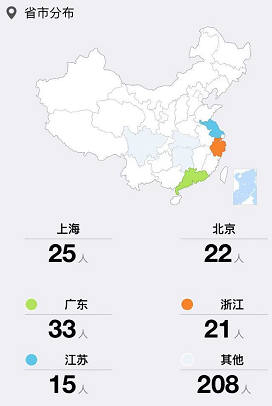 省市分布
上海 北京
25人 22人
广东 浙江
33人 21人
江苏 其他
15人 208人